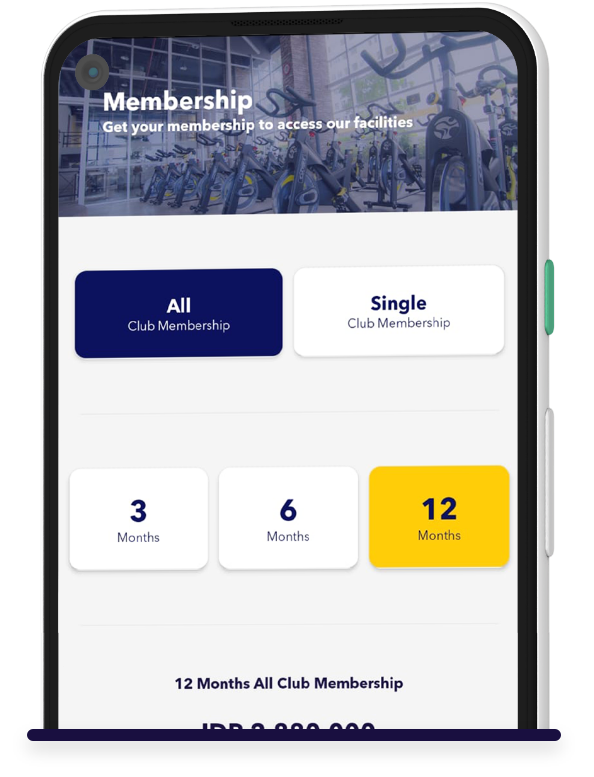 Membership
Get your membership to access our facilities
All
Club Membership
Single
Club Membership
3
Months
6
Months
12
Months
12 Months All Club Membership
IDR